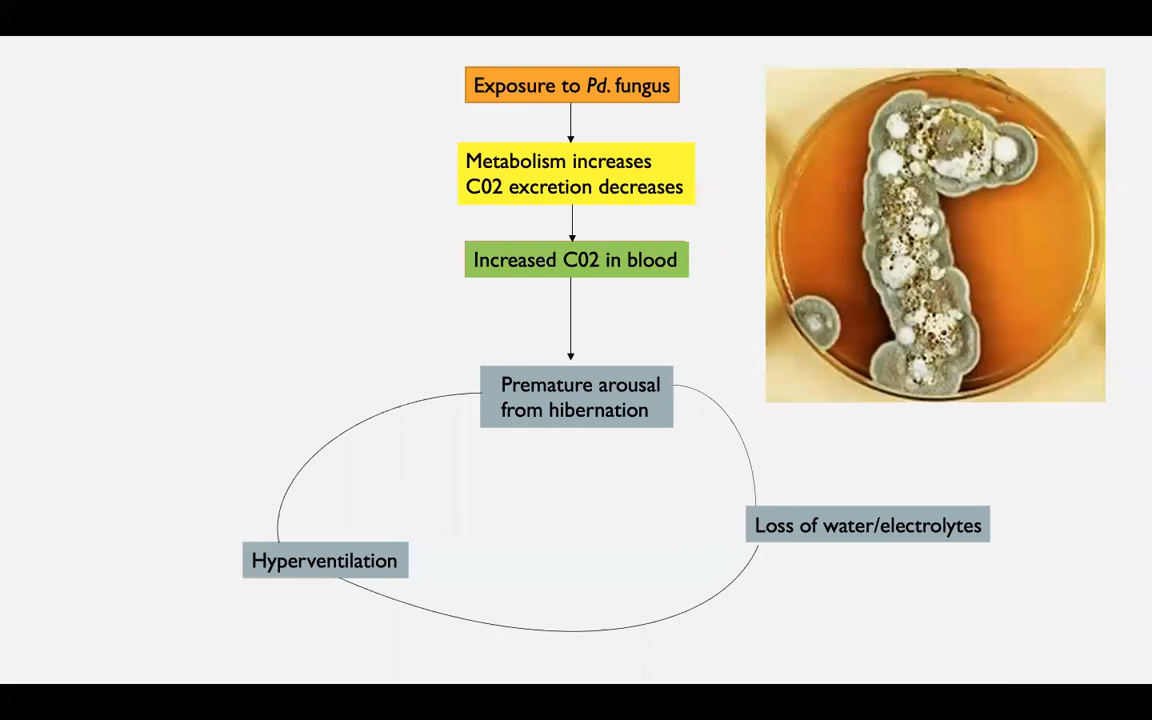 Exposure to Pd. fungus
Metabolism increases
C02 excretion decreases
Increased C02 in blood
Premature arousal
from hibernation
Loss of water/electrolytes
Hyperventilation